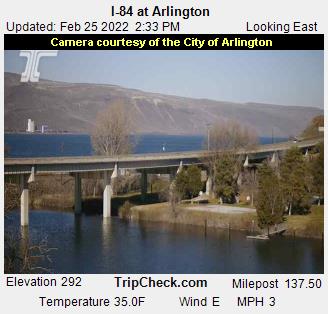 I-84 at Arlington
Updated: Feb 25 2022 2:33 PM Looking East
Camera courtesy of the City of Arlington
Elevation 292 TripCheck.com Milepost 137.50
Temperature 35.0F Wind E MPH 3